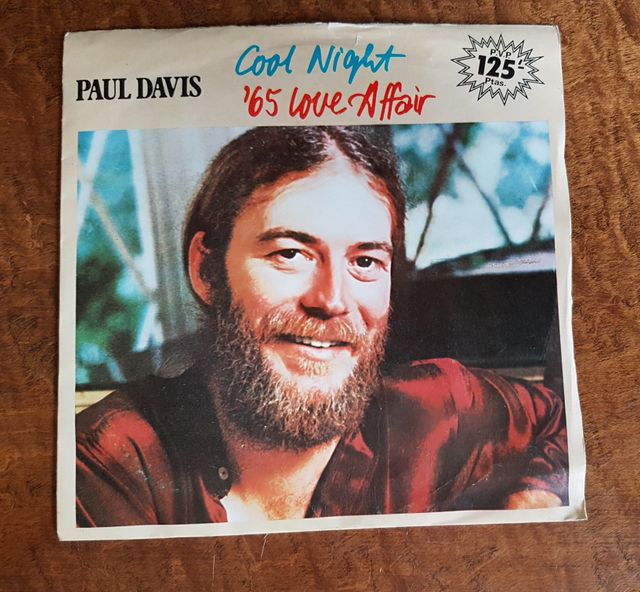 PAUL DAVIS
Cool Night
'65 Love Affair
P.V.P
125'-
Ptas.